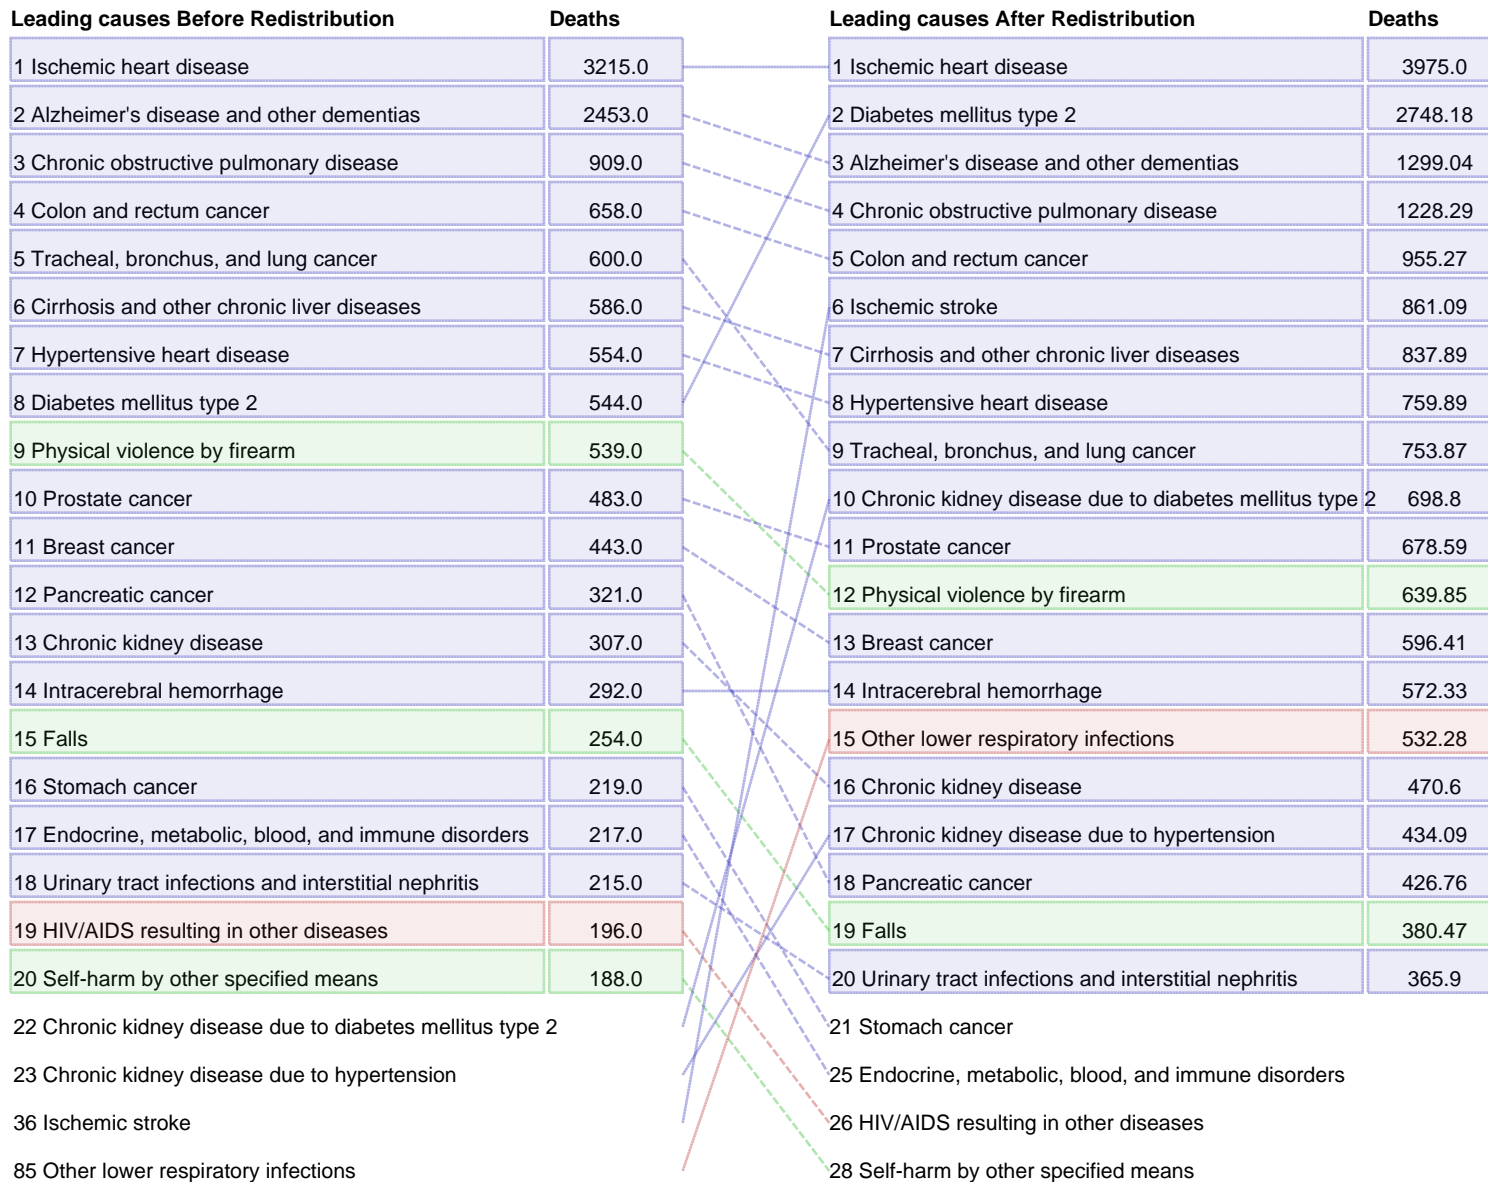 Leading causes Before Redistribution Deaths Leading causes After Redistribution Deaths
1 Ischemic heart disease 3215.0 1 Ischemic heart disease 3975.0
2 Alzheimer's disease and other dementias 2453.0 2 Diabetes mellitus type 2 2748.18
3 Chronic obstructive pulmonary disease 909.0 3 Alzheimer's disease and other dementias 1299.04
4 Colon and rectum cancer 658.0 4 Chronic obstructive pulmonary disease 1228.29
5 Tracheal, bronchus, and lung cancer 600.0 5 Colon and rectum cancer 955.27
6 Cirrhosis and other chronic liver diseases 586.0 6 Ischemic stroke 861.09
7 Hypertensive heart disease 554.0 7 Cirrhosis and other chronic liver diseases 837.89
8 Diabetes mellitus type 2 544.0 8 Hypertensive heart disease 759.89
9 Physical violence by firearm 539.0 9 Tracheal, bronchus, and lung cancer 753.87
10 Prostate cancer 483.0 10 Chronic kidney disease due to diabetes mellitus type 2 698.8
11 Breast cancer 443.0 11 Prostate cancer 678.59
12 Pancreatic cancer 321.0 12 Physical violence by firearm 639.85
13 Chronic kidney disease 307.0 13 Breast cancer 596.41
14 Intracerebral hemorrhage 292.0 14 Intracerebral hemorrhage 572.33
15 Falls 254.0 15 Other lower respiratory infections 532.28
16 Stomach cancer 219.0 16 Chronic kidney disease 470.6
17 Endocrine, metabolic, blood, and immune disorders 217.0 17 Chronic kidney disease due to hypertension 434.09
18 Urinary tract infections and interstitial nephritis 215.0 18 Pancreatic cancer 426.76
19 HIV/AIDS resulting in other diseases 196.0 19 Falls 380.47
20 Self-harm by other specified means 188.0 20 Urinary tract infections and interstitial nephritis 365.9
22 Chronic kidney disease due to diabetes mellitus type 2 21 Stomach cancer
23 Chronic kidney disease due to hypertension 25 Endocrine, metabolic, blood, and immune disorders
36 Ischemic stroke 26 HIV/AIDS resulting in other diseases
85 Other lower respiratory infections 28 Self-harm by other specified means